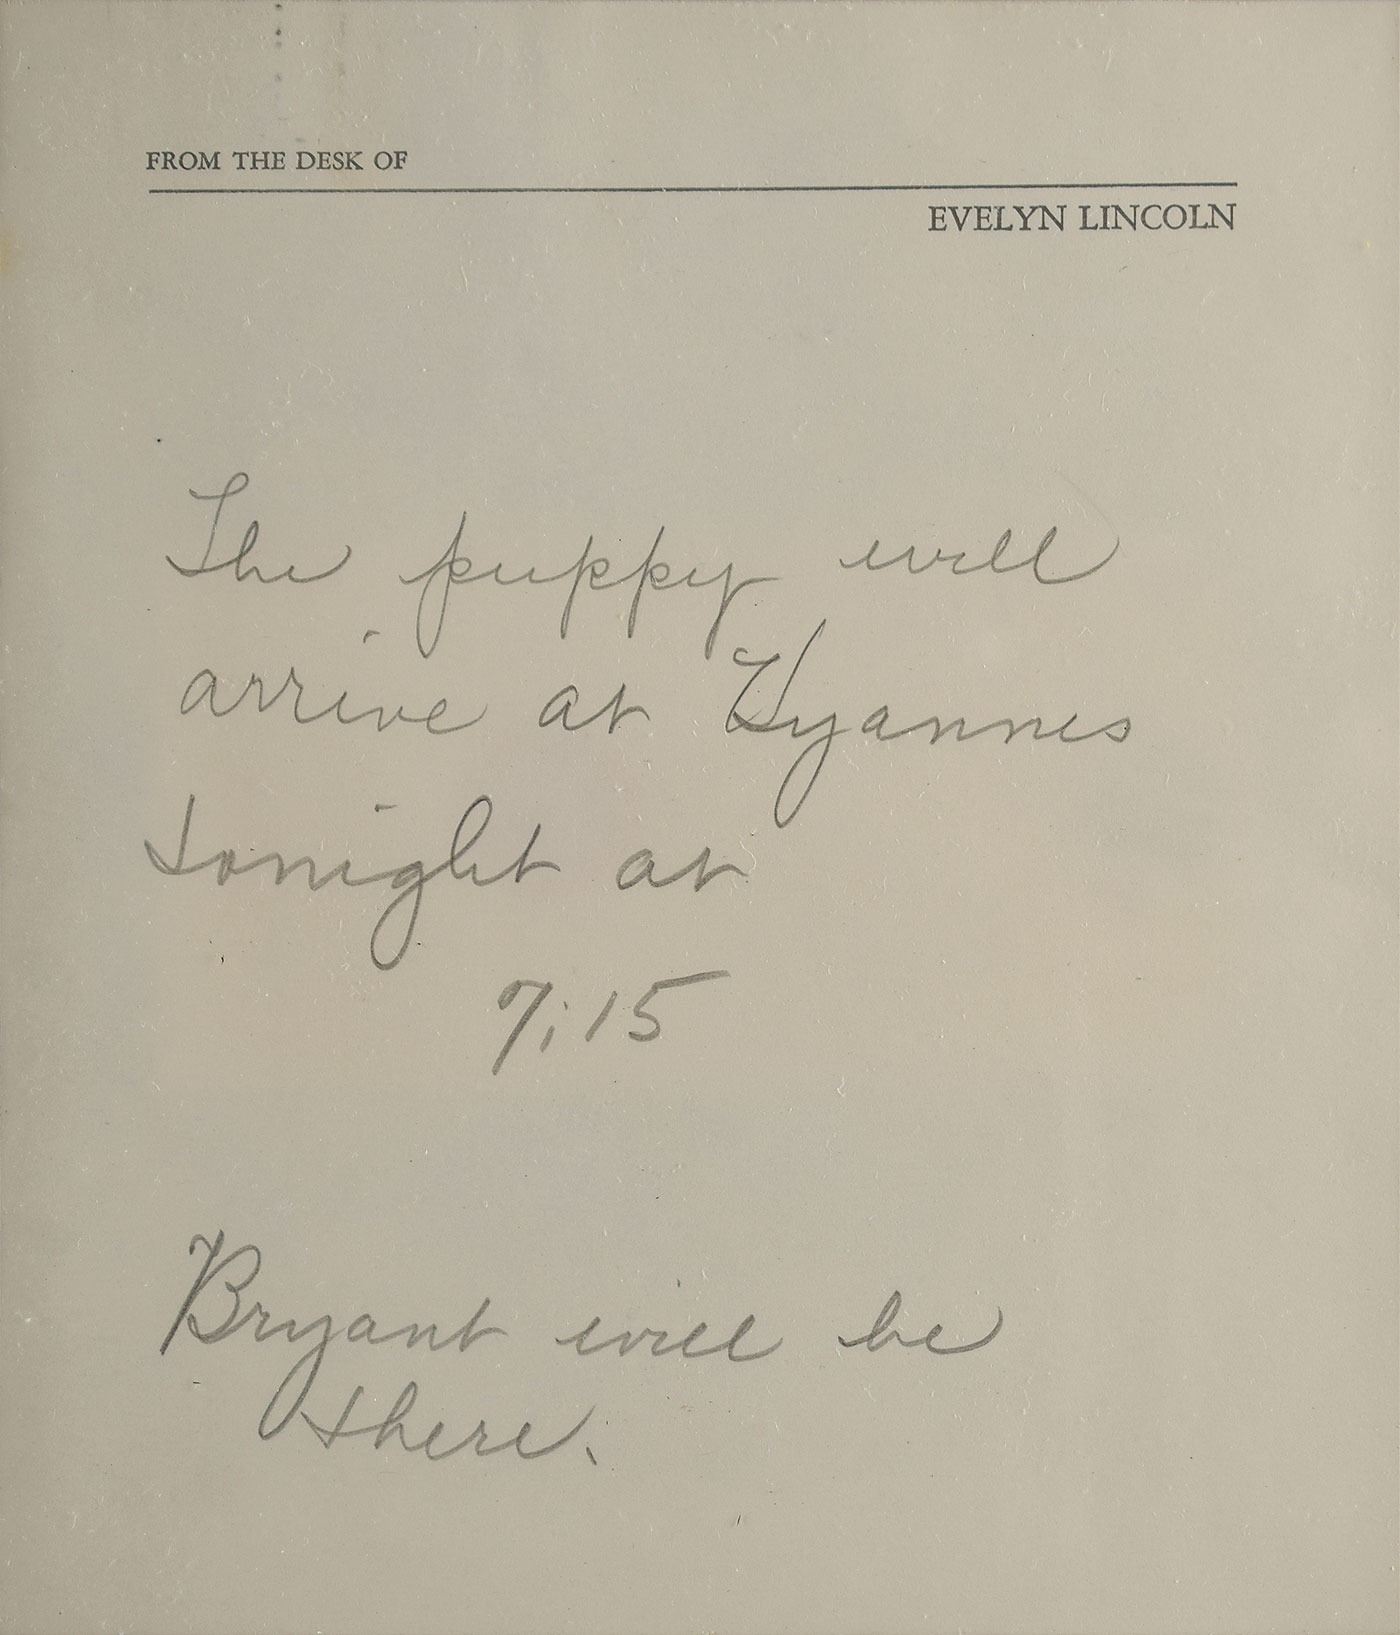 FROM THE DESK OF
EVELYN LINCOLN
The puppy will
arrive at Hyannis
tonight at
7:15
Bryant will be
there.